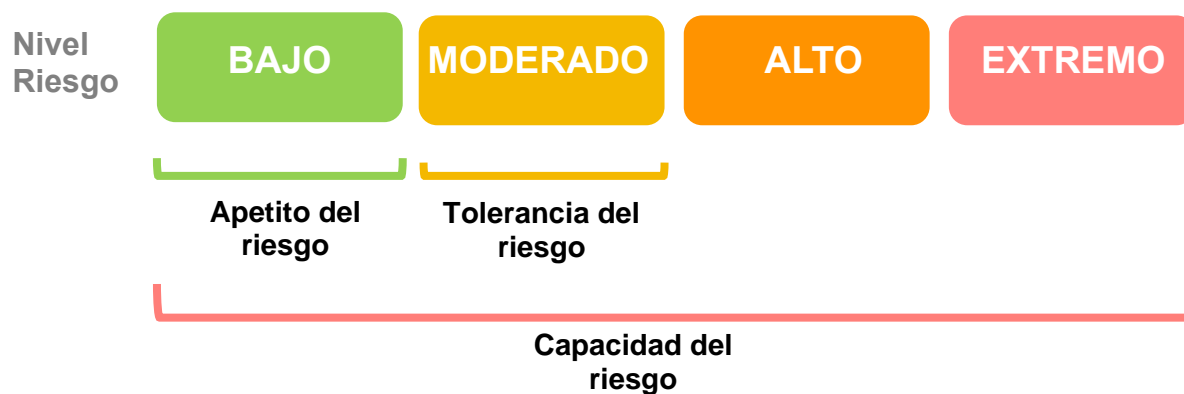 Nivel
Riesgo
BAJO
MODERADO
ALTO
EXTREMO
Apetito del
riesgo
Tolerancia del
riesgo
Capacidad del
riesgo